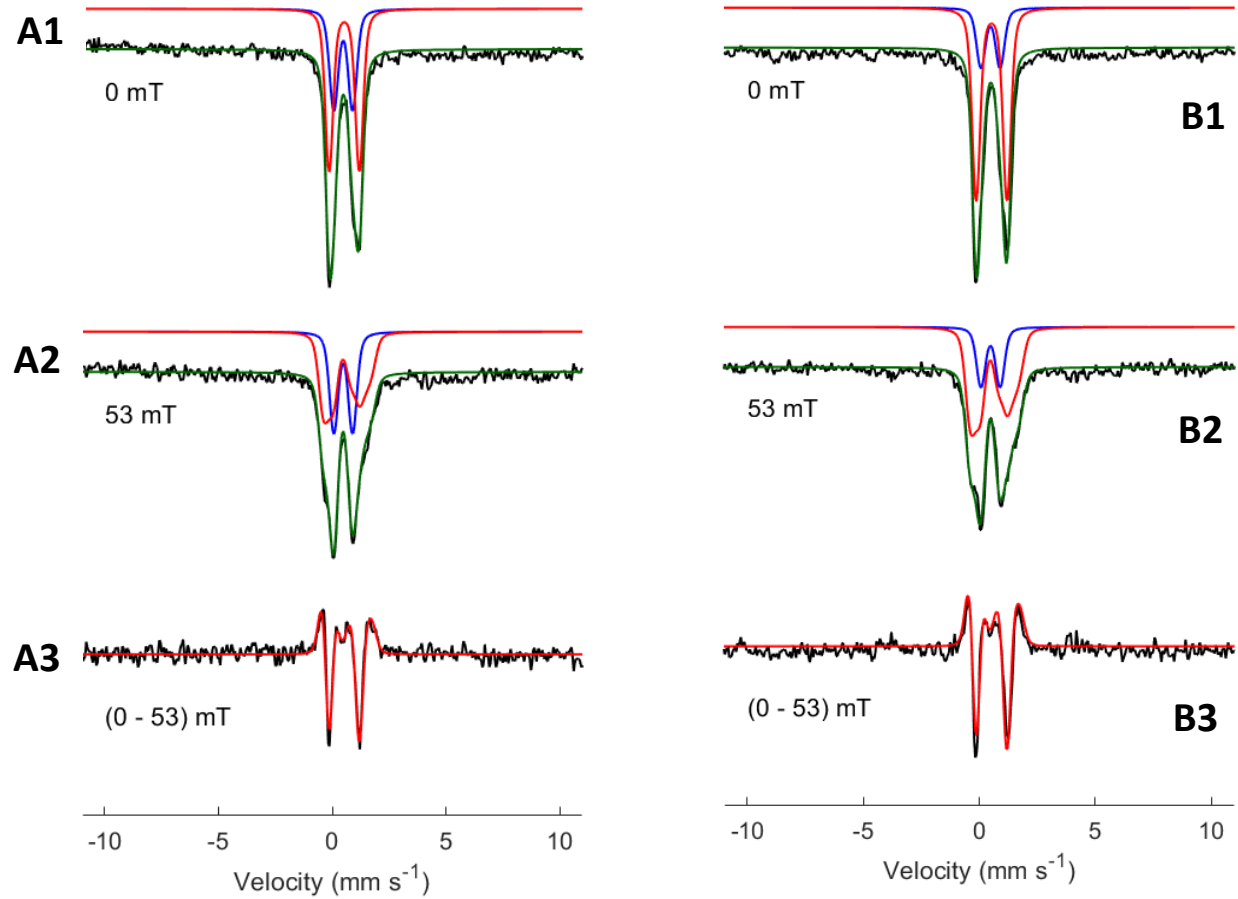 A1
0 mT
A2
53 mT
A3
(0 - 53) mT
-10 -5 0 5 10
Velocity (mm s⁻¹)
0 mT
B1
53 mT
B2
(0 - 53) mT
B3
-10 -5 0 5 10
Velocity (mm s⁻¹)